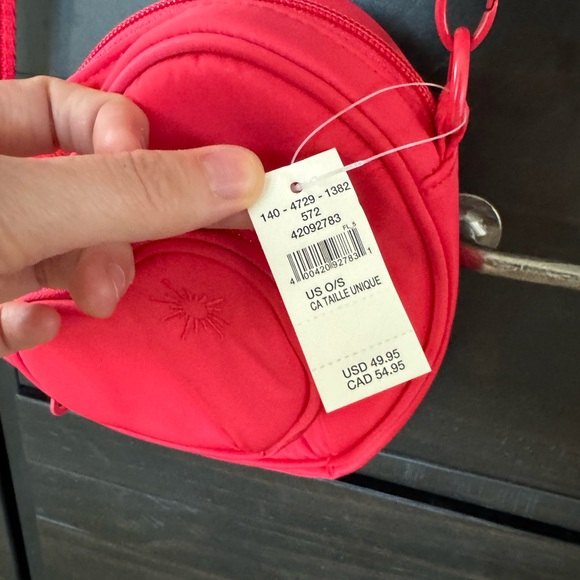 140 - 4729 - 1382
572
42092783
FL 5
4 00420 92783 1
US O/S
CA TAILLE UNIQUE
USD 49.95
CAD 54.95